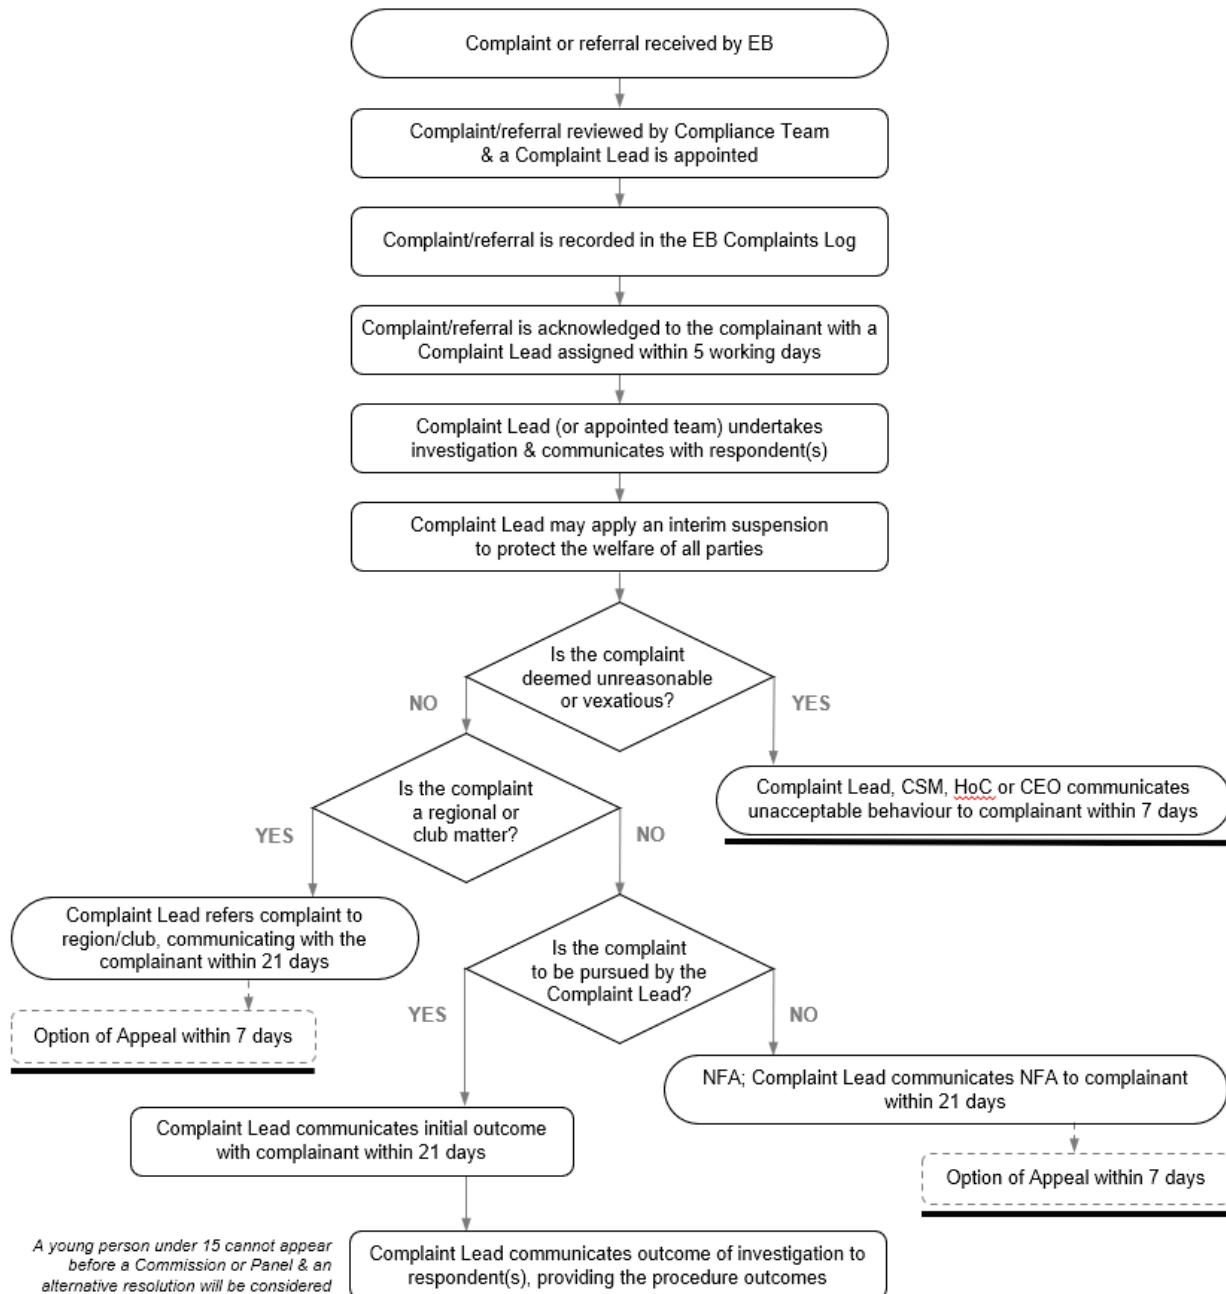 Complaint or referral received by EB
Complaint/referral reviewed by Compliance Team
& a Complaint Lead is appointed
Complaint/referral is recorded in the EB Complaints Log
Complaint/referral is acknowledged to the complainant with a
Complaint Lead assigned within 5 working days
Complaint Lead (or appointed team) undertakes
investigation & communicates with respondent(s)
Complaint Lead may apply an interim suspension
to protect the welfare of all parties
Is the complaint
deemed unreasonable
or vexatious?
NO
YES
Complaint Lead, CSM, HoC or CEO communicates
unacceptable behaviour to complainant within 7 days
Is the complaint
a regional or
club matter?
YES
NO
Complaint Lead refers complaint to
region/club, communicating with the
complainant within 21 days
Option of Appeal within 7 days
Is the complaint
to be pursued by the
Complaint Lead?
YES
NO
NFA; Complaint Lead communicates NFA to complainant
within 21 days
Option of Appeal within 7 days
Complaint Lead communicates initial outcome
with complainant within 21 days
A young person under 15 cannot appear
before a Commission or Panel & an
alternative resolution will be considered
Complaint Lead communicates outcome of investigation to
respondent(s), providing the procedure outcomes